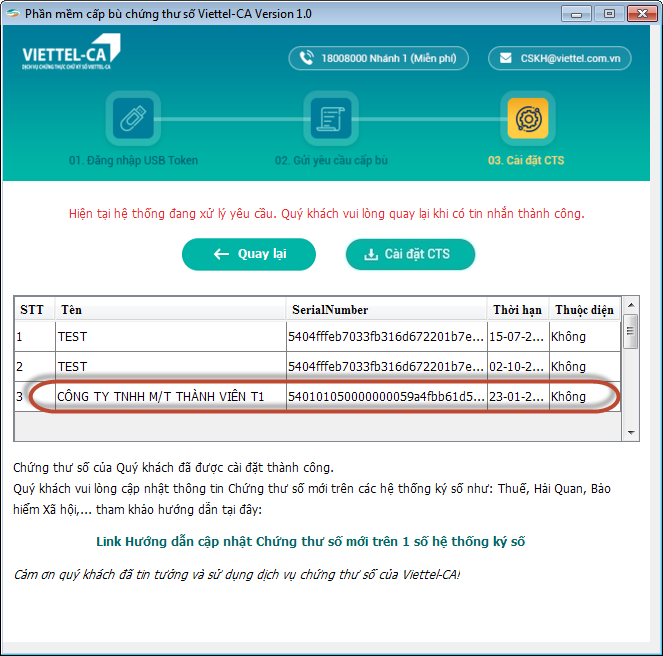 Phần mềm cấp bù chứng thư số Viettel-CA Version 1.0
VIETTEL-CA
DỊCH VỤ CHỨNG THỰC CHỮ KÝ SỐ VIETTEL-CA
18008000 Nhánh 1 (Miễn phí)
CSKH@viettel.com.vn
01. Đăng nhập USB Token
02. Gửi yêu cầu cấp bù
03. Cài đặt CTS
Hiện tại hệ thống đang xử lý yêu cầu. Quý khách vui lòng quay lại khi có tin nhắn thành công.
Quay lại
Cài đặt CTS
STT Tên SerialNumber Thời hạn Thuộc diện
1 TEST 5404fffeb7033fb316d672201b7e... 15-07-2... Không
2 TEST 5404fffeb7033fb316d672201b7e... 02-10-2... Không
3 CÔNG TY TNHH M/T THÀNH VIÊN T1 540101050000000059a4fbb61d5... 23-01-2... Không
Chứng thư số của Quý khách đã được cài đặt thành công.
Quý khách vui lòng cập nhật thông tin Chứng thư số mới trên các hệ thống ký số như: Thuế, Hải Quan, Bảo
hiểm Xã hội,... tham khảo hướng dẫn tại đây:
Link Hướng dẫn cập nhật Chứng thư số mới trên 1 số hệ thống ký số
Cảm ơn quý khách đã tin tưởng và sử dụng dịch vụ chứng thư số của Viettel-CA!